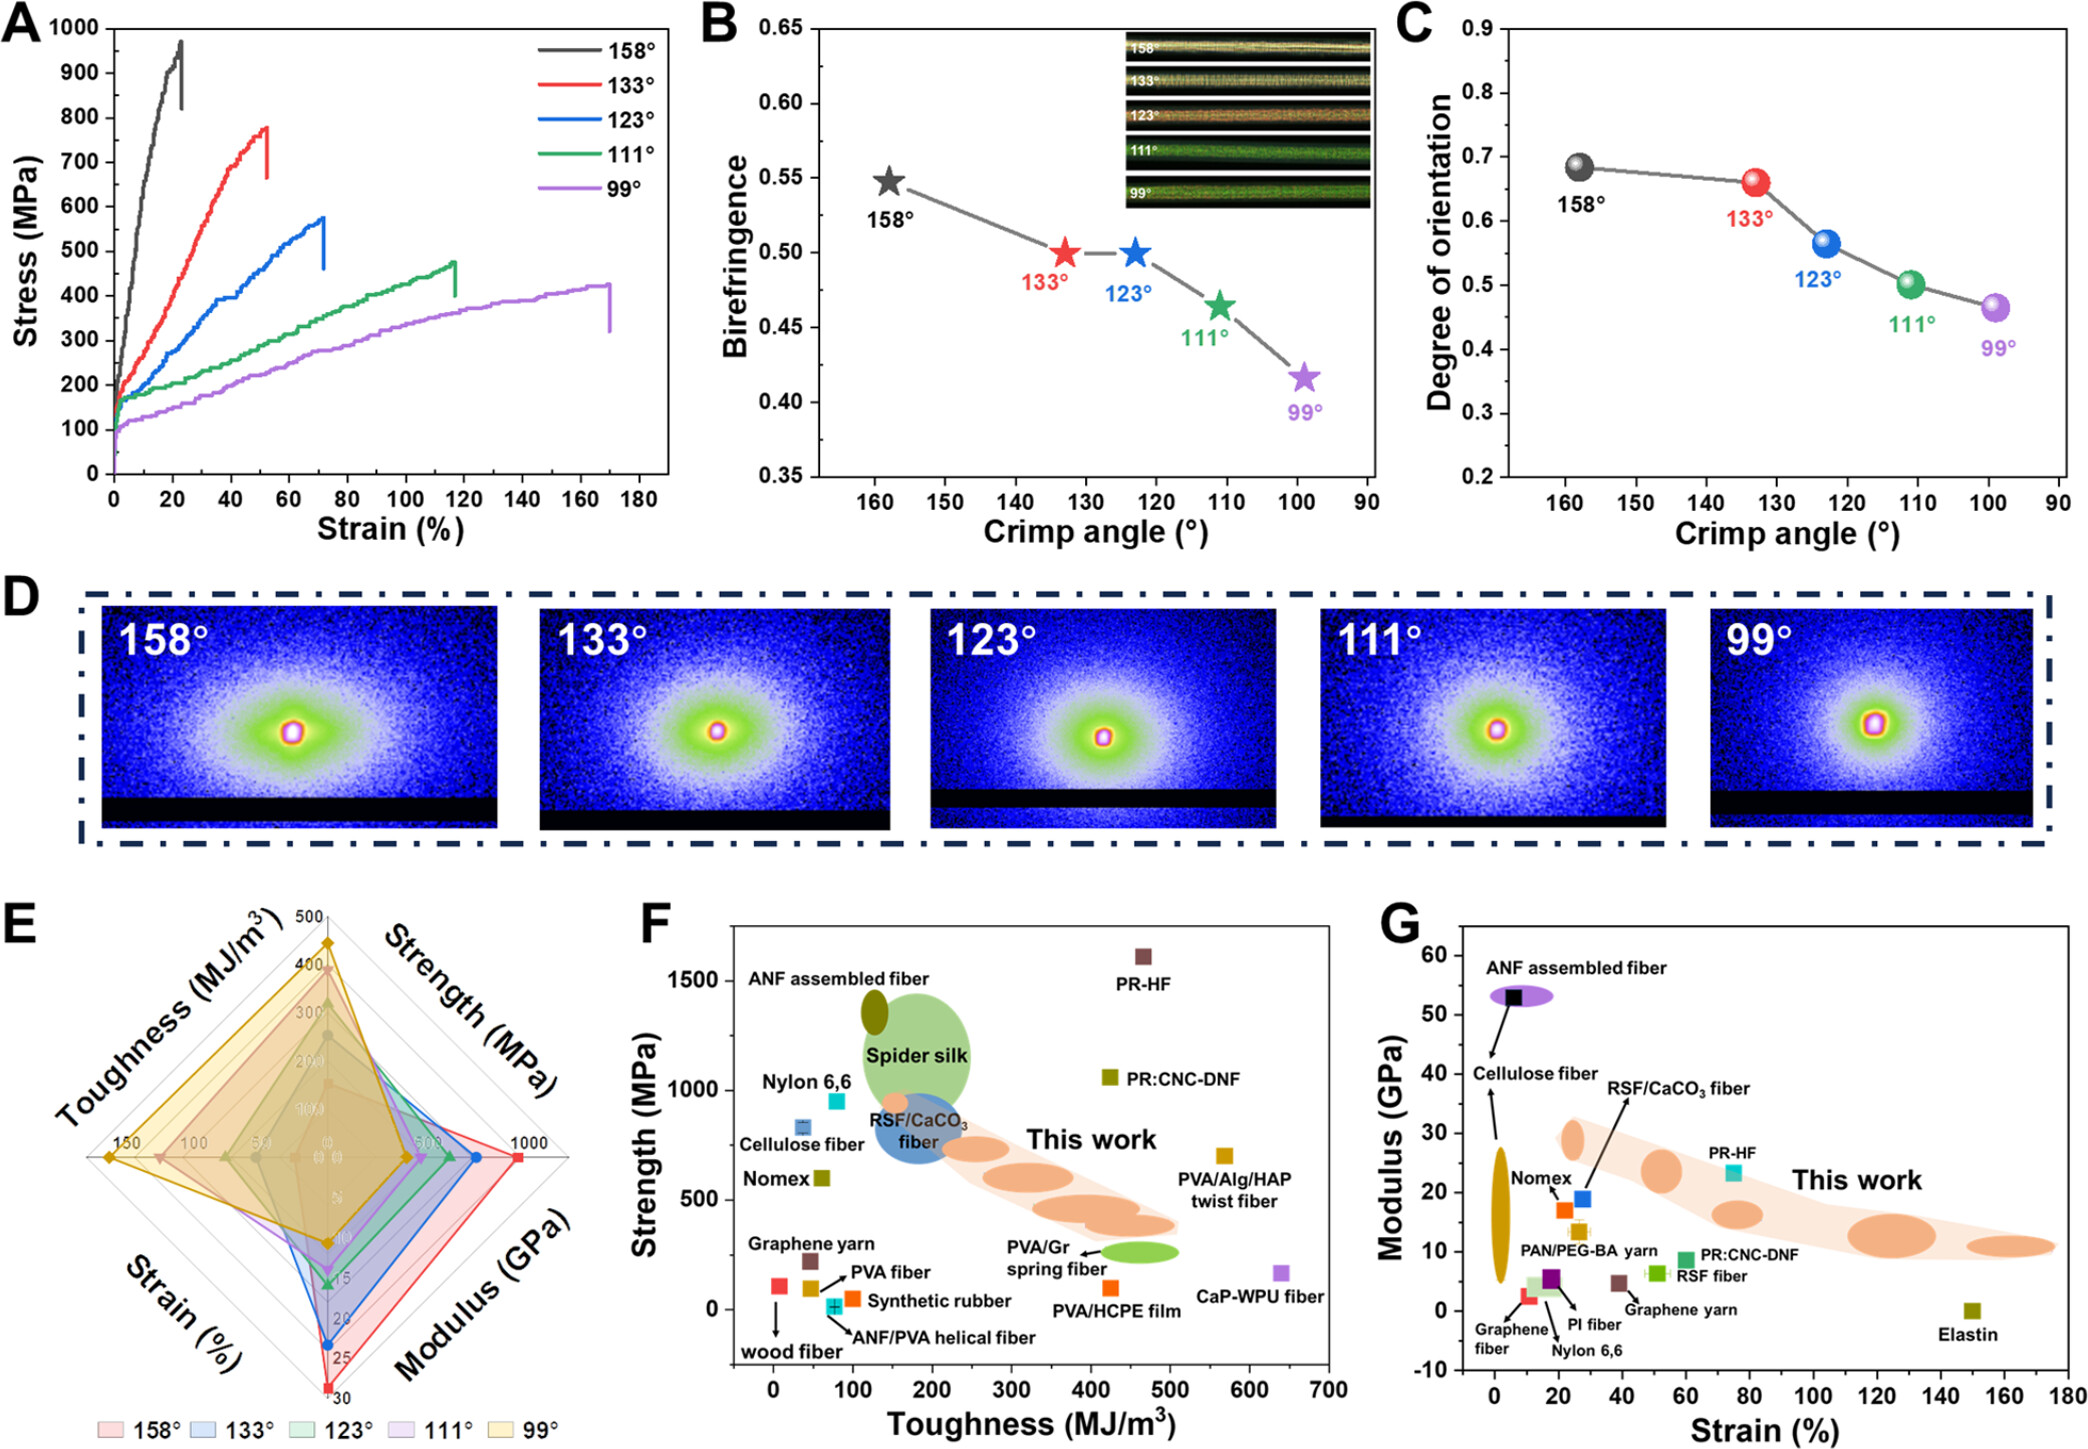 A
1000
900
800
700
600
500
400
300
200
100
0
Stress (MPa)
0 20 40 60 80 100 120 140 160 180
Strain (%)
158°
133°
123°
111°
99°
B
0.65
0.60
0.55
0.50
0.45
0.40
0.35
Birefringence
160 150 140 130 120 110 100 90
Crimp angle (°)
158°
133°
123°
111°
99°
158°
133°
123°
111°
99°
C
0.9
0.8
0.7
0.6
0.5
0.4
0.3
0.2
Degree of orientation
160 150 140 130 120 110 100 90
Crimp angle (°)
158°
133°
123°
111°
99°
D
158°
133°
123°
111°
99°
E
Toughness (MJ/m³)
Strength (MPa)
Strain (%)
Modulus (GPa)
500
400
300
200
100
150 100 50 0 500 1000
10
15
20
25
30
158° 133° 123° 111° 99°
F
1500
1000
500
0
Strength (MPa)
0 100 200 300 400 500 600 700
Toughness (MJ/m³)
ANF assembled fiber
PR-HF
Spider silk
Nylon 6,6
PR:CNC-DNF
RSF/CaCO₃
fiber
Cellulose fiber
This work
Nomex
PVA/Alg/HAP
twist fiber
Graphene yarn
PVA/Gr
spring fiber
PVA fiber
Synthetic rubber
PVA/HCPE film
CaP-WPU fiber
ANF/PVA helical fiber
wood fiber
G
60
50
40
30
20
10
0
-10
Modulus (GPa)
0 20 40 60 80 100 120 140 160 180
Strain (%)
ANF assembled fiber
Cellulose fiber
RSF/CaCO₃ fiber
PR-HF
Nomex
This work
PAN/PEG-BA yarn
PR:CNC-DNF
RSF fiber
Graphene yarn
PI fiber
Graphene
fiber
Nylon 6,6
Elastin